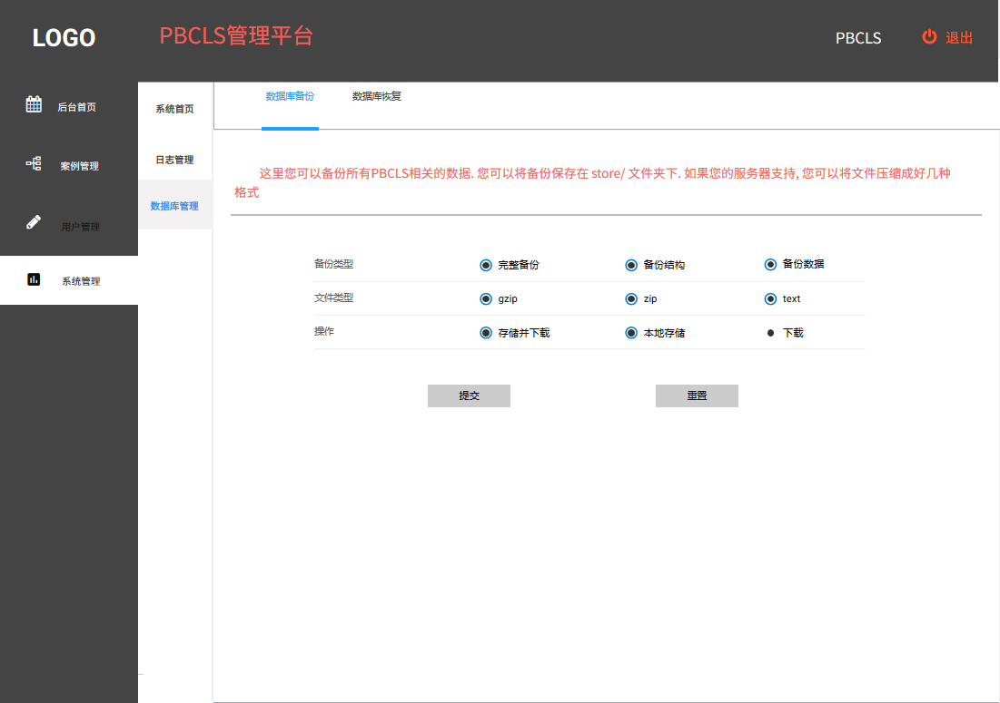 LOGO
PBCLS管理平台
PBCLS
退出
后台首页
案例管理
用户管理
系统管理
系统首页
日志管理
数据库管理
数据库备份
数据库恢复
这里您可以备份所有PBCLS相关的数据. 您可以将备份保存在 store/ 文件夹下. 如果您的服务器支持, 您可以将文件压缩成好几种
格式
备份类型 完整备份 备份结构 备份数据
文件类型 gzip zip text
操作 存储并下载 本地存储 下载
提交 重置